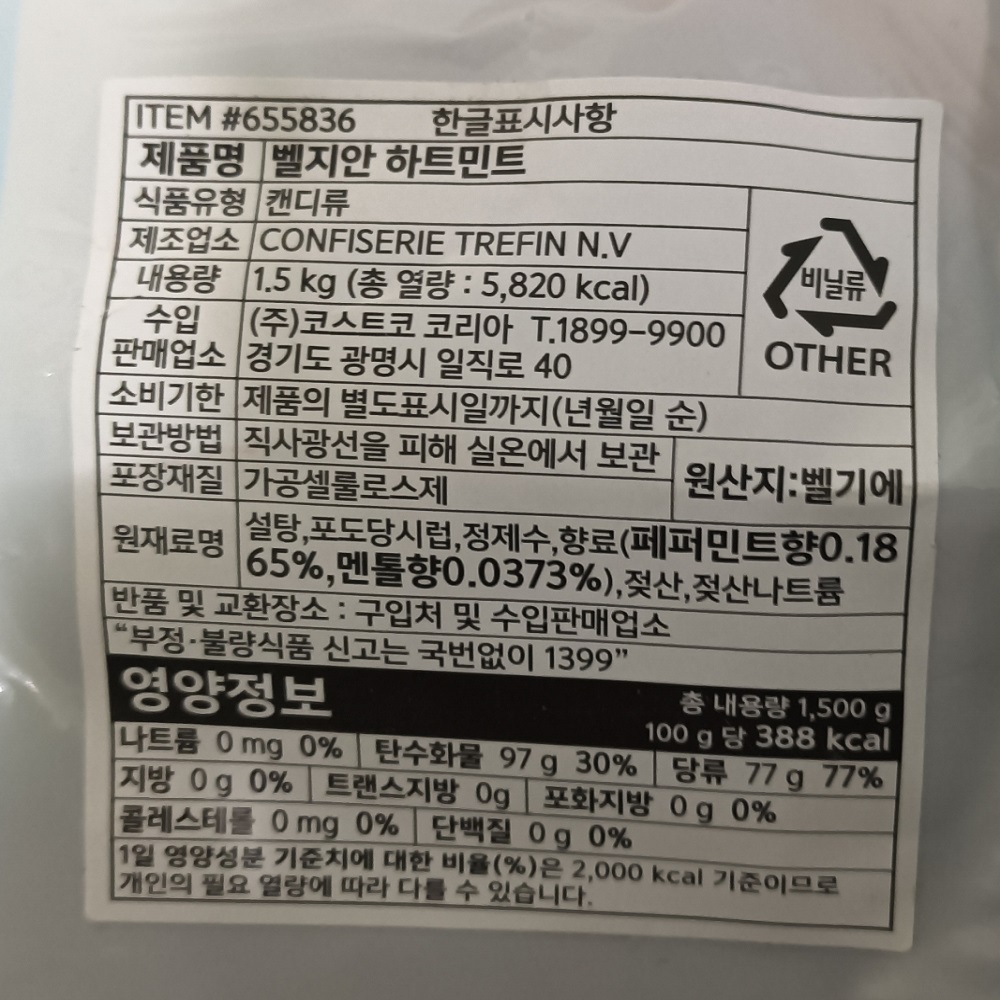 ITEM #655836 한글표시사항
제품명 벨지안 하트민트
식품유형 캔디류
제조업소 CONFISERIE TREFIN N.V
내용량 1.5 kg (총 열량 : 5,820 kcal)
비닐류
OTHER
수입 (주)코스트코 코리아 T.1899-9900
판매업소 경기도 광명시 일직로 40
소비기한 제품의 별도표시일까지(년월일 순)
보관방법 직사광선을 피해 실온에서 보관
포장재질 가공셀룰로스제
원산지:벨기에
원재료명 설탕,포도당시럽,정제수,향료(페퍼민트향0.18
65%,멘톨향0.0373%),젖산,젖산나트륨
반품 및 교환장소 : 구입처 및 수입판매업소
“부정·불량식품 신고는 국번없이 1399”
영양정보 총 내용량 1,500 g
100 g 당 388 kcal
나트륨 0 mg 0% 탄수화물 97 g 30% 당류 77 g 77%
지방 0 g 0% 트랜스지방 0g 포화지방 0 g 0%
콜레스테롤 0 mg 0% 단백질 0 g 0%
1일 영양성분 기준치에 대한 비율(%)은 2,000 kcal 기준이므로
개인의 필요 열량에 따라 다를 수 있습니다.